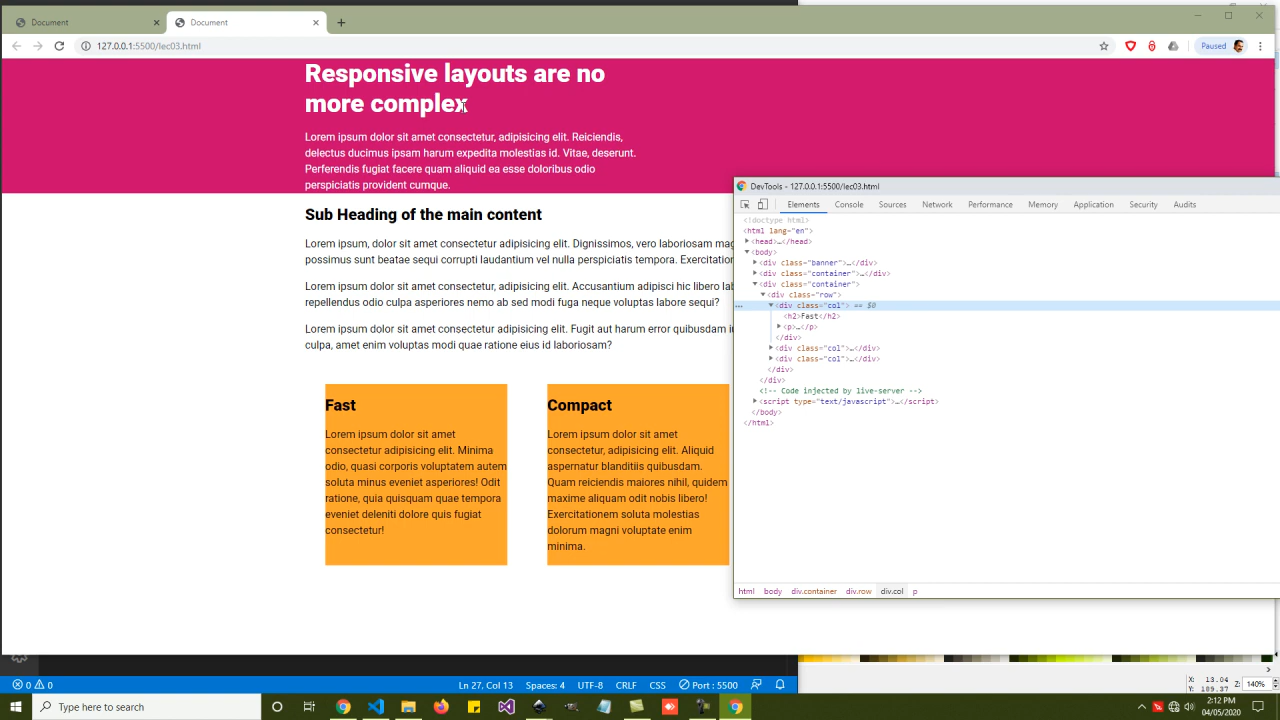 Document
Document
127.0.0.1:5500/lec03.html
Paused
Responsive layouts are no
more complex
Lorem ipsum dolor sit amet consectetur, adipisicing elit. Reiciendis,
delectus ducimus ipsam harum expedita molestias id. Vitae, deserunt.
Perferendis fugiat facere quam aliquid ea esse doloribus odio
perspiciatis provident cumque.
Sub Heading of the main content
Lorem ipsum, dolor sit amet consectetur adipisicing elit. Dignissimos, vero laboriosam mag
possimus sunt beatae sequi corrupti laudantium vel nulla perspiciatis tempora. Exercitation
Lorem ipsum dolor sit amet consectetur, adipisicing elit. Accusantium adipisci hic libero lab
repellendus odio culpa asperiores nemo ab sed modi fuga neque voluptas labore sequi?
Lorem ipsum dolor sit amet consectetur adipisicing elit. Fugit aut harum error quibusdam i
culpa, amet enim voluptas modi quae ratione eius id laboriosam?
Fast
Lorem ipsum dolor sit amet
consectetur adipisicing elit. Minima
odio, quasi corporis voluptatem autem
soluta minus eveniet asperiores! Odit
ratione, quia quisquam quae tempora
eveniet deleniti dolore quis fugiat
consectetur!
Compact
Lorem ipsum dolor sit amet
consectetur, adipisicing elit. Aliquid
aspernatur blanditiis quibusdam.
Quam reiciendis maiores nihil, quidem
maxime aliquam odit nobis libero!
Exercitationem soluta molestias
dolorum magni voluptate enim
minima.
DevTools - 127.0.0.1:5500/lec03.html
Elements Console Sources Network Performance Memory Application Security Audits
<!doctype html>
<html lang="en">
<head>…</head>
<body>
<div class="banner">…</div>
<div class="container">…</div>
<div class="container">
<div class="row">
… <div class="col"> == $0
<h2>Fast</h2>
<p>…</p>
</div>
<div class="col">…</div>
<div class="col">…</div>
</div>
</div>
<!-- Code injected by live-server -->
<script type="text/javascript">…</script>
</body>
</html>
html body div.container div.row div.col p
0 0 Ln 27, Col 13 Spaces: 4 UTF-8 CRLF CSS Port : 5500
X: 13.04
Y: 109.37
Z: 140%
Type here to search
2:12 PM
04/05/2020